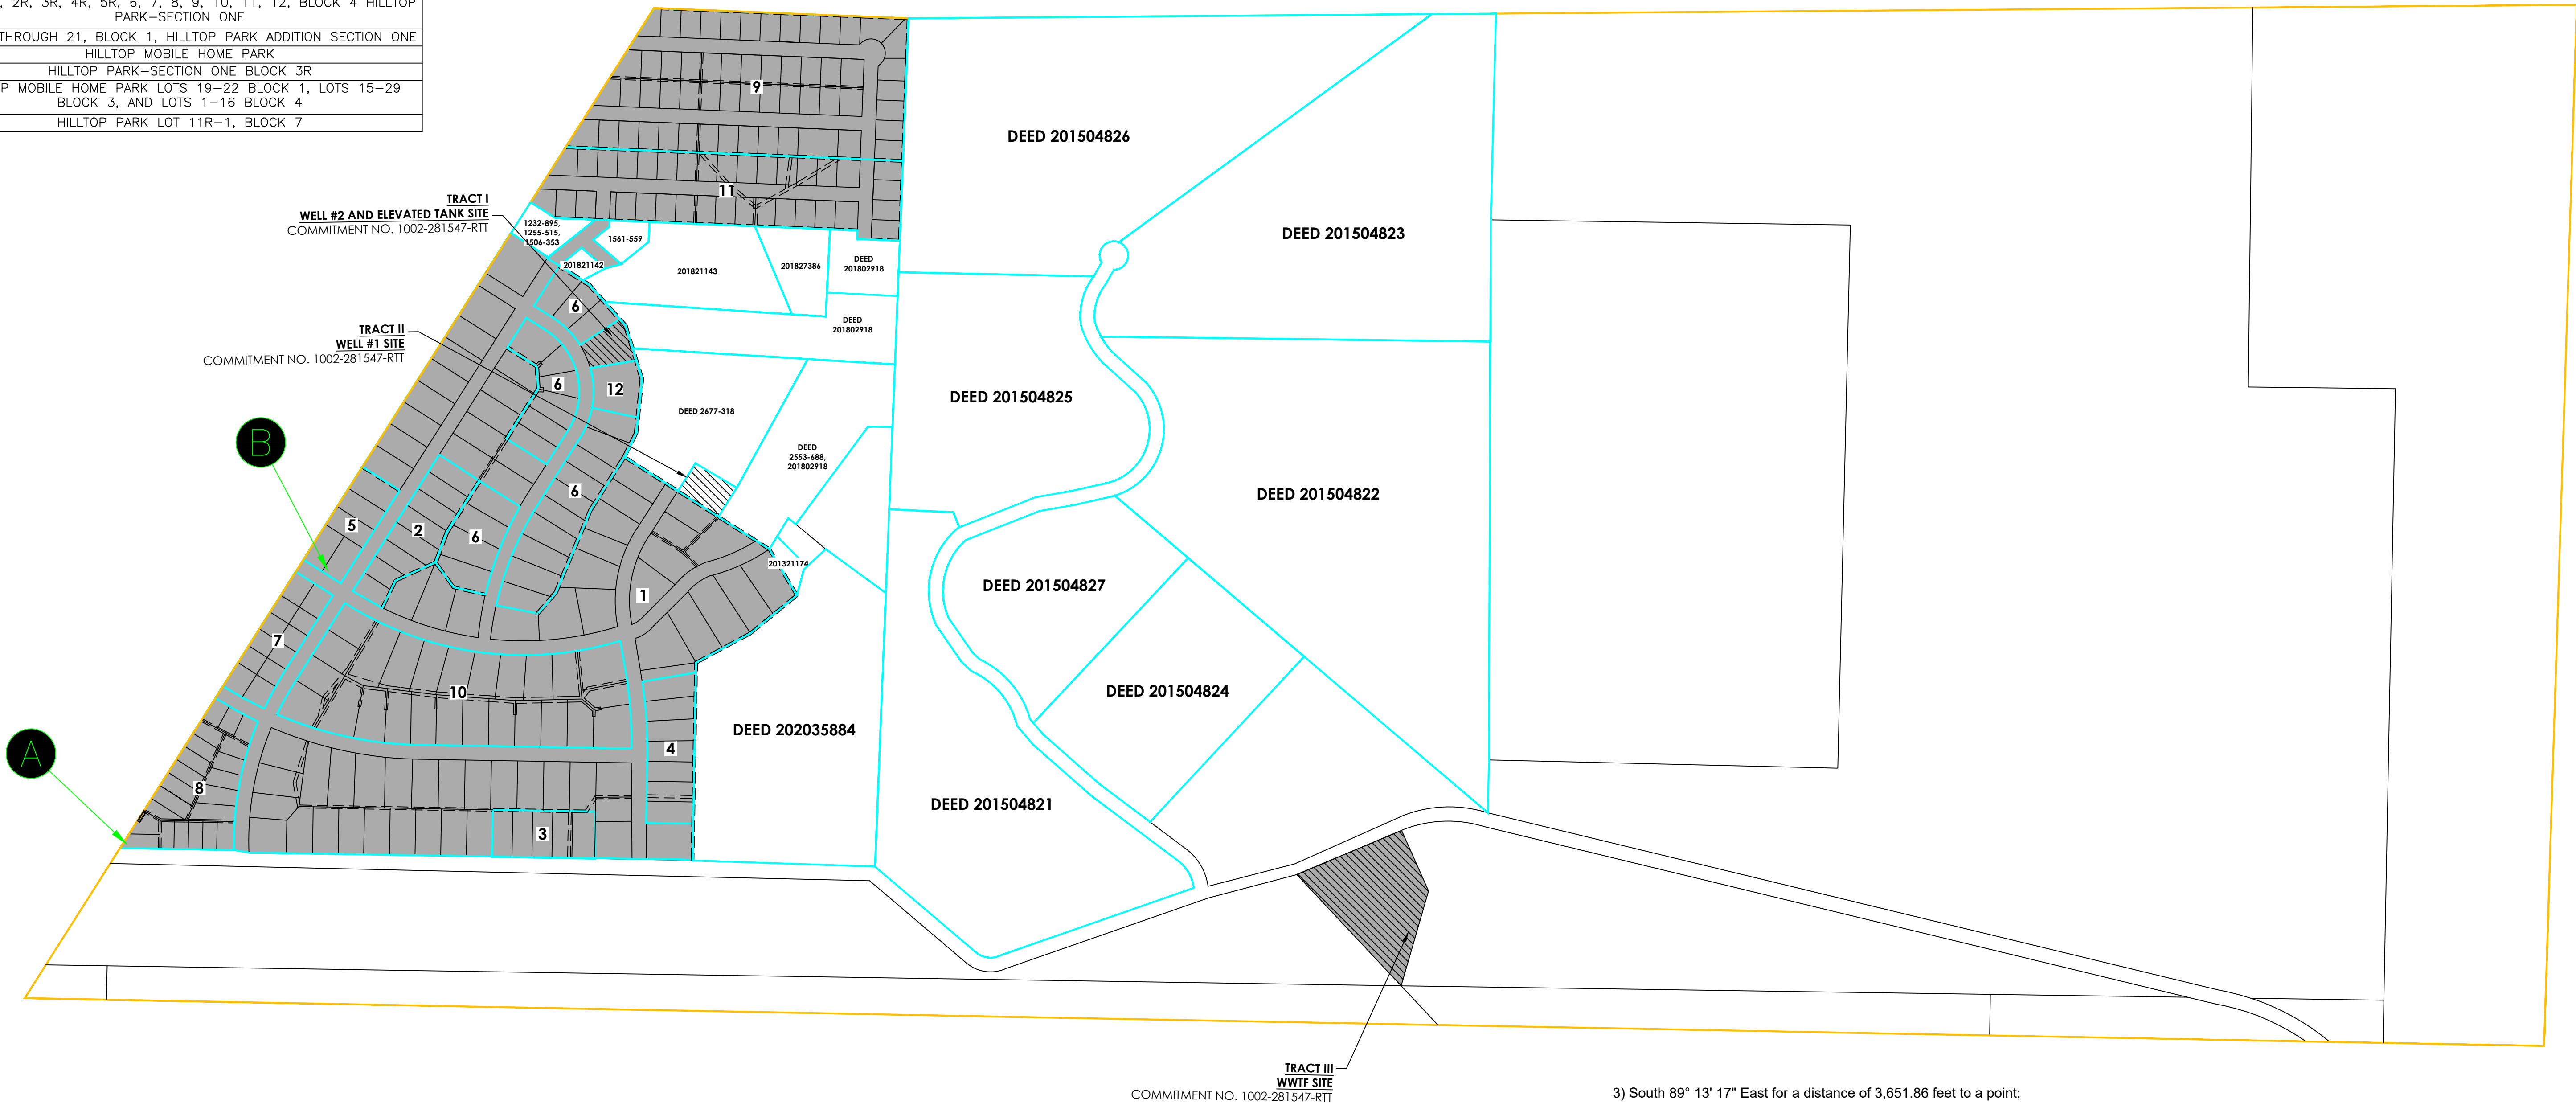 , 2R, 3R, 4R, 5R, 6, 7, 8, 9, 10, 11, 12, BLOCK 4 HILLTOP
PARK-SECTION ONE
THROUGH 21, BLOCK 1, HILLTOP PARK ADDITION SECTION ONE
HILLTOP MOBILE HOME PARK
HILLTOP PARK-SECTION ONE BLOCK 3R
P MOBILE HOME PARK LOTS 19-22 BLOCK 1, LOTS 15-29
BLOCK 3, AND LOTS 1-16 BLOCK 4
HILLTOP PARK LOT 11R-1, BLOCK 7
9
11
TRACT I
WELL #2 AND ELEVATED TANK SITE
COMMITMENT NO. 1002-281547-RTT
1232-895,
1255-515,
1506-353
1561-559
201821142
201821143
201827386
DEED
201802918
DEED
201802918
DEED 201504826
DEED 201504823
TRACT II
WELL #1 SITE
COMMITMENT NO. 1002-281547-RTT
6
6
12
DEED 2677-318
DEED
2553-688,
201802918
DEED 201504825
DEED 201504822
B
5
2
6
6
1
201321174
DEED 201504827
7
10
DEED 201504824
A
4
DEED 202035884
8
3
DEED 201504821
TRACT III
WWTF SITE
COMMITMENT NO. 1002-281547-RTT
3) South 89° 13' 17" East for a distance of 3,651.86 feet to a point;